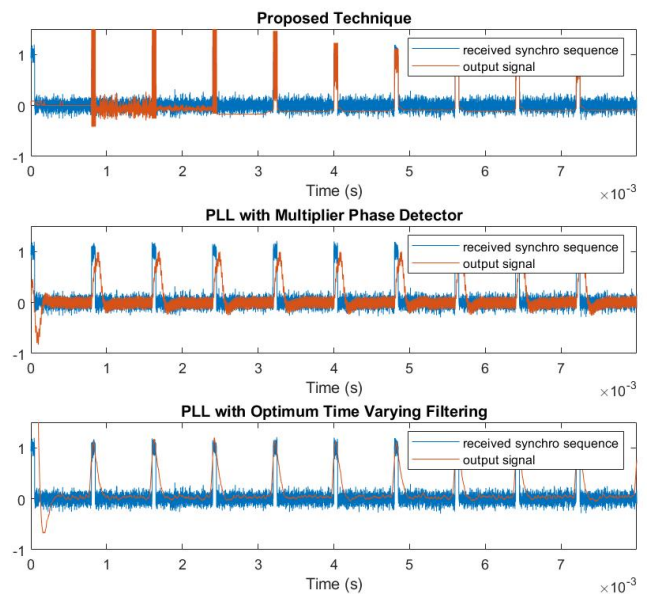 Proposed Technique
received synchro sequence
output signal
1
0
-1
0 1 2 3 4 5 6 7
Time (s)
×10⁻³
PLL with Multiplier Phase Detector
received synchro sequence
output signal
1
0
-1
0 1 2 3 4 5 6 7
Time (s)
×10⁻³
PLL with Optimum Time Varying Filtering
received synchro sequence
output signal
1
0
-1
0 1 2 3 4 5 6 7
Time (s)
×10⁻³